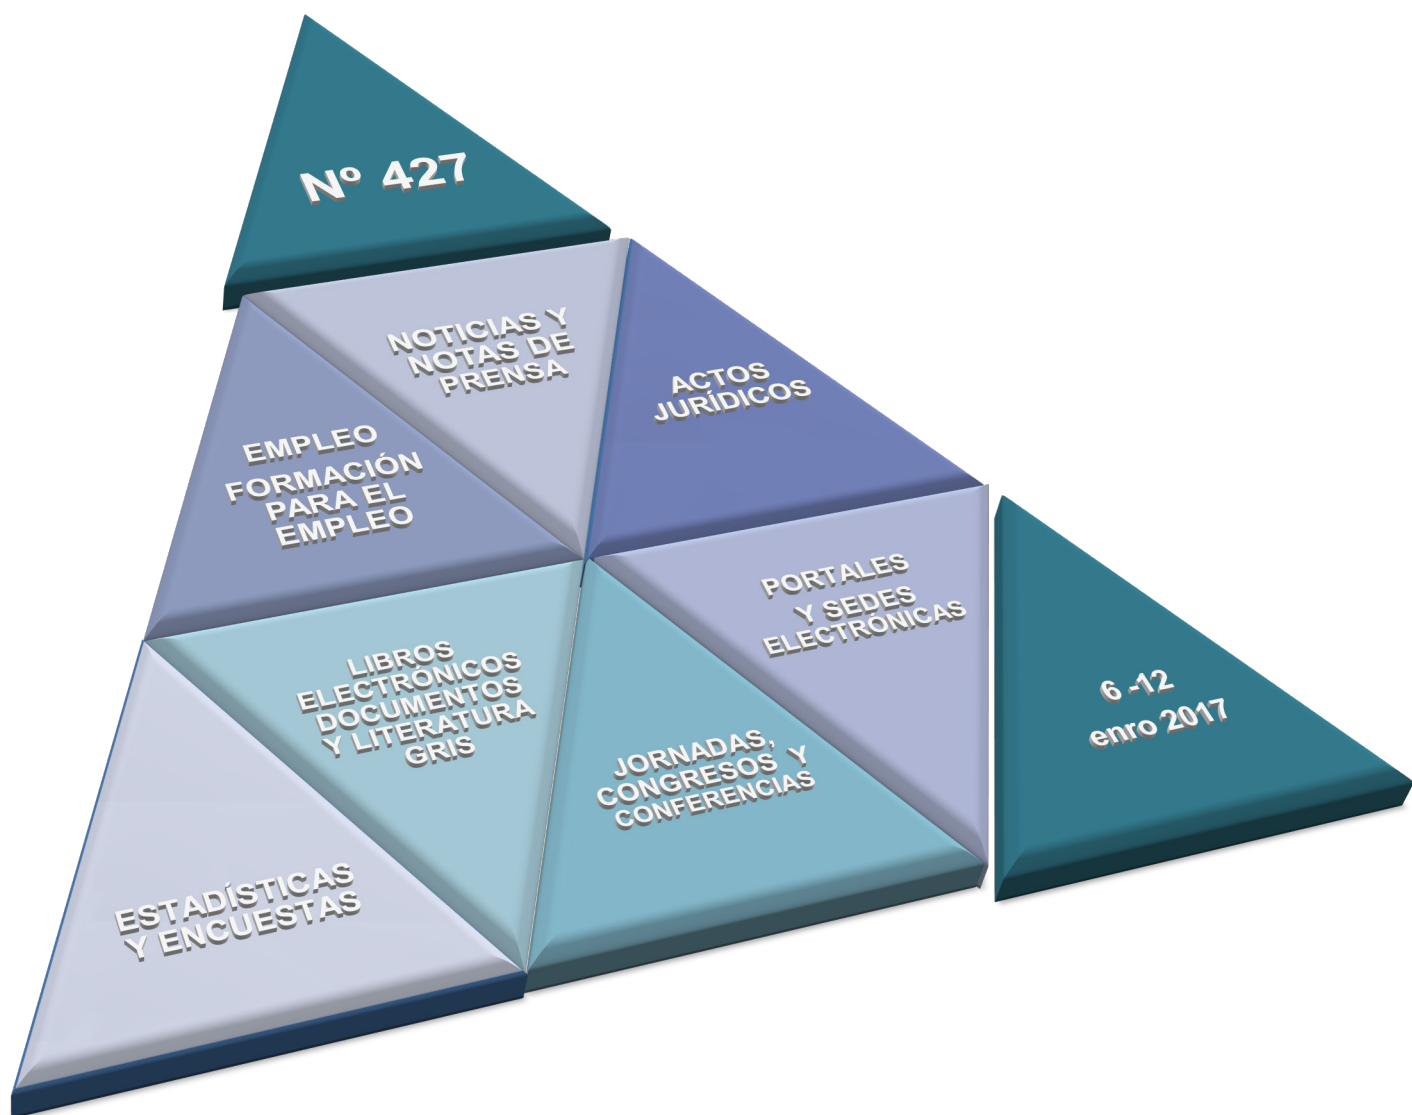 Nº 427
NOTICIAS Y
NOTAS DE
PRENSA
ACTOS
JURÍDICOS
EMPLEO
FORMACIÓN
PARA EL
EMPLEO
PORTALES
Y SEDES
ELECTRÓNICAS
LIBROS
ELECTRÓNICOS
DOCUMENTOS
Y LITERATURA
GRIS
JORNADAS,
CONGRESOS Y
CONFERENCIAS
6 -12
enro 2017
ESTADÍSTICAS
Y ENCUESTAS